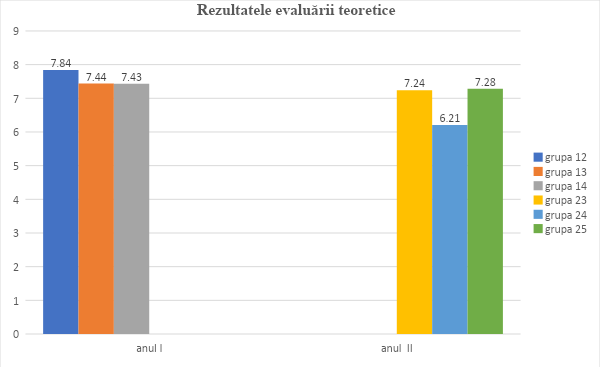 Rezultatele evaluării teoretice
9
8
7
6
5
4
3
2
1
0
7.84
7.44
7.43
7.24
6.21
7.28
anul I
anul II
grupa 12
grupa 13
grupa 14
grupa 23
grupa 24
grupa 25